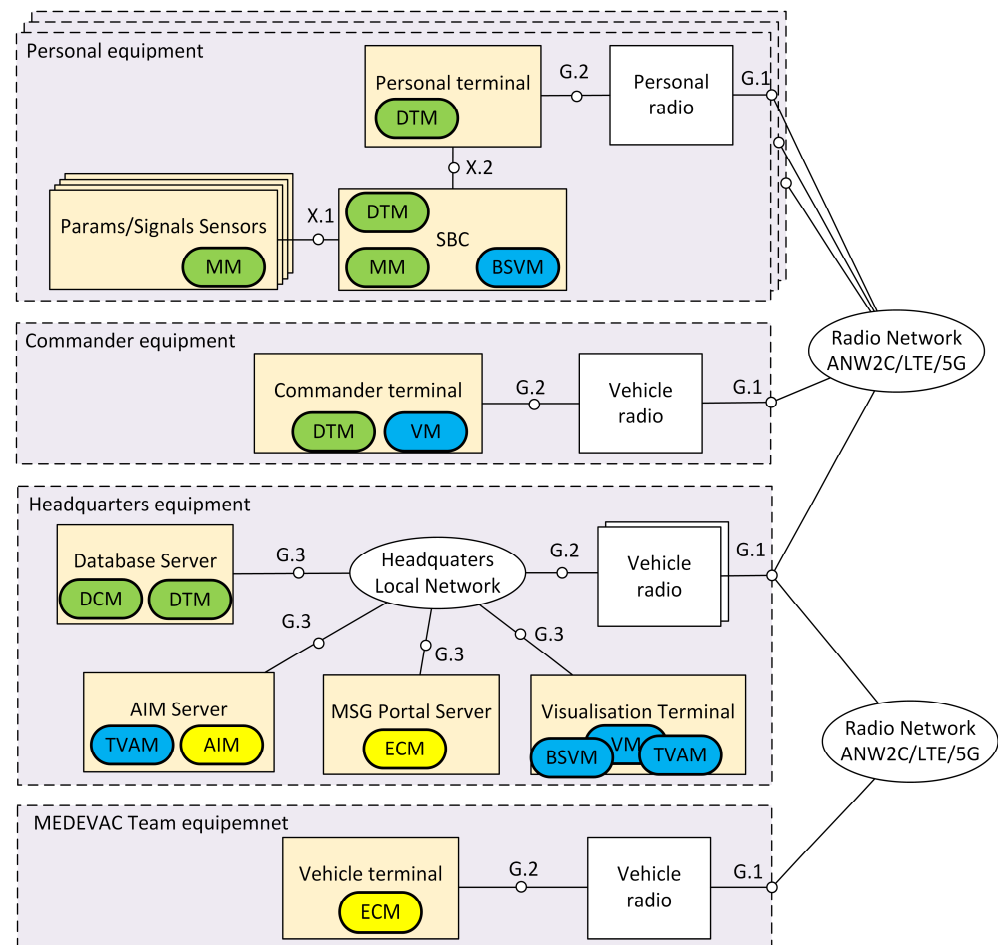 Personal equipment
Personal terminal
DTM
G.2
Personal
radio
G.1
X.2
Params/Signals Sensors
MM
X.1
DTM
SBC
MM
BSVM
Radio Network
ANW2C/LTE/5G
Commander equipment
Commander terminal
DTM
VM
G.2
Vehicle
radio
G.1
Headquarters equipment
Database Server
DCM
DTM
G.3
Headquaters
Local Network
G.2
Vehicle
radio
G.1
G.3
G.3
G.3
AIM Server
TVAM
AIM
MSG Portal Server
ECM
Visualisation Terminal
VM
BSVM
TVAM
Radio Network
ANW2C/LTE/5G
MEDEVAC Team equipemnet
Vehicle terminal
ECM
G.2
Vehicle
radio
G.1